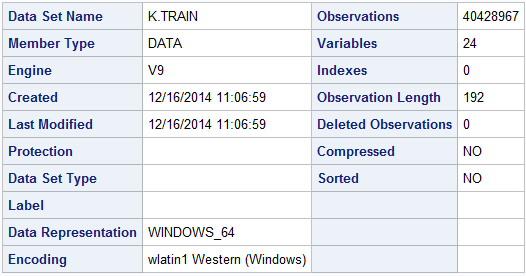 Data Set Name K.TRAIN Observations 40428967
Member Type DATA Variables 24
Engine V9 Indexes 0
Created 12/16/2014 11:06:59 Observation Length 192
Last Modified 12/16/2014 11:06:59 Deleted Observations 0
Protection Compressed NO
Data Set Type Sorted NO
Label
Data Representation WINDOWS_64
Encoding wlatin1 Western (Windows)